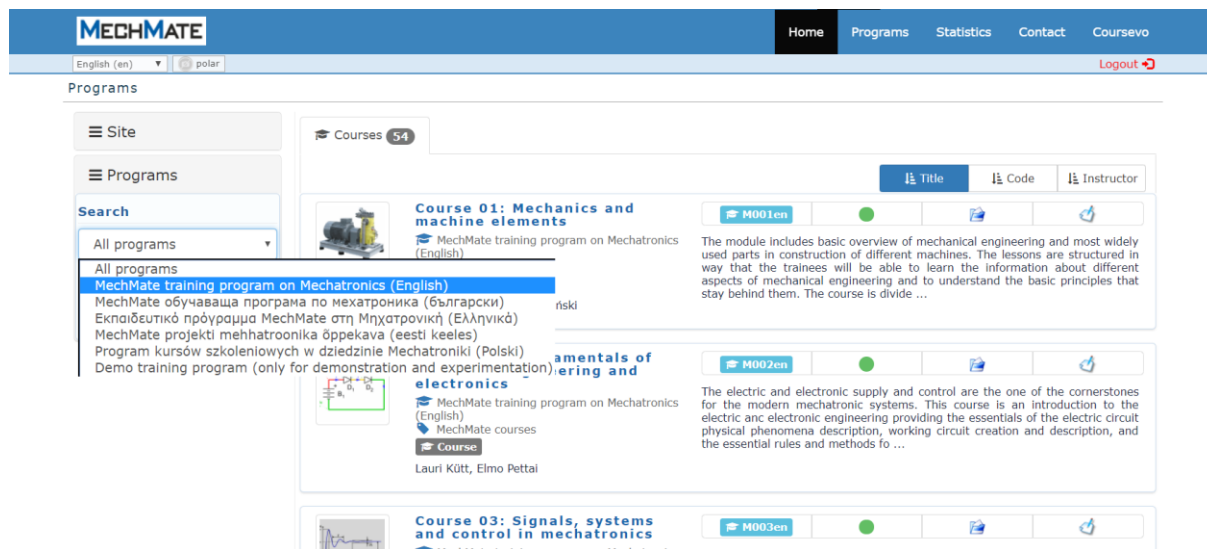 MECHMATE
Home Programs Statistics Contact Coursevo
English (en) polar
Logout
Programs
Site
Programs
Search
All programs
All programs
MechMate training program on Mechatronics (English)
MechMate обучаваща програма по мехатроника (български)
Εκπαιδευτικό πρόγραμμα MechMate στη Μηχατρονική (Ελληνικά)
MechMate projekti mehhatroonika õppekava (eesti keeles)
Program kursów szkoleniowych w dziedzinie Mechatroniki (Polski)
Demo training program (only for demonstration and experimentation)
Courses 54
Title Code Instructor
Course 01: Mechanics and
machine elements
MechMate training program on Mechatronics
(English)
ński
M001en
The module includes basic overview of mechanical engineering and most widely
used parts in construction of different machines. The lessons are structured in
way that the trainees will be able to learn the information about different
aspects of mechanical engineering and to understand the basic principles that
stay behind them. The course is divide ...
amentals of
ering and
electronics
MechMate training program on Mechatronics
(English)
MechMate courses
Course
Lauri Kütt, Elmo Pettai
B₁ D₁ D₂
M002en
The electric and electronic supply and control are the one of the cornerstones
for the modern mechatronic systems. This course is an introduction to the
electric anc electronic engineering providing the essentials of the electric circuit
physical phenomena description, working circuit creation and description, and
the essential rules and methods fo ...
Course 03: Signals, systems
and control in mechatronics
M003en